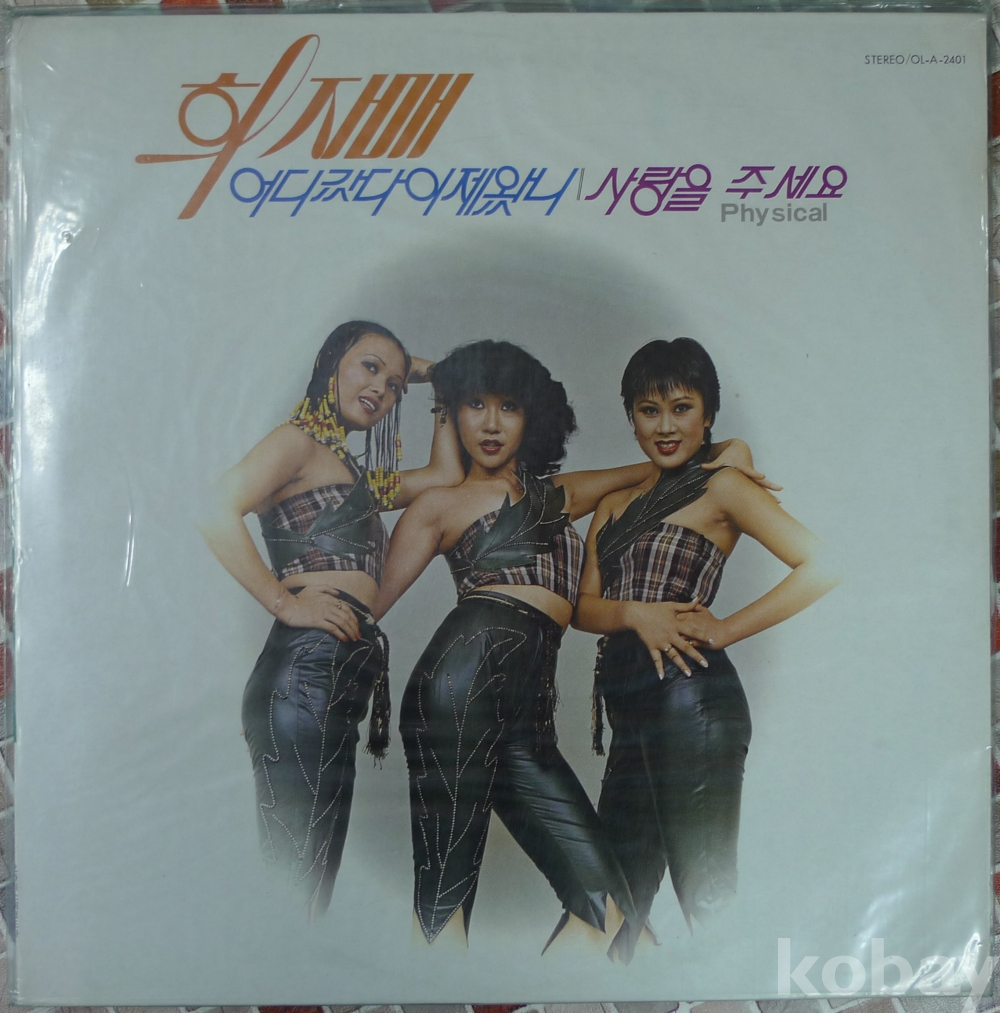 STEREO/OL-A-2401
희자매
어디갔다 이제왔니 사랑을 주세요
Physical
kobay